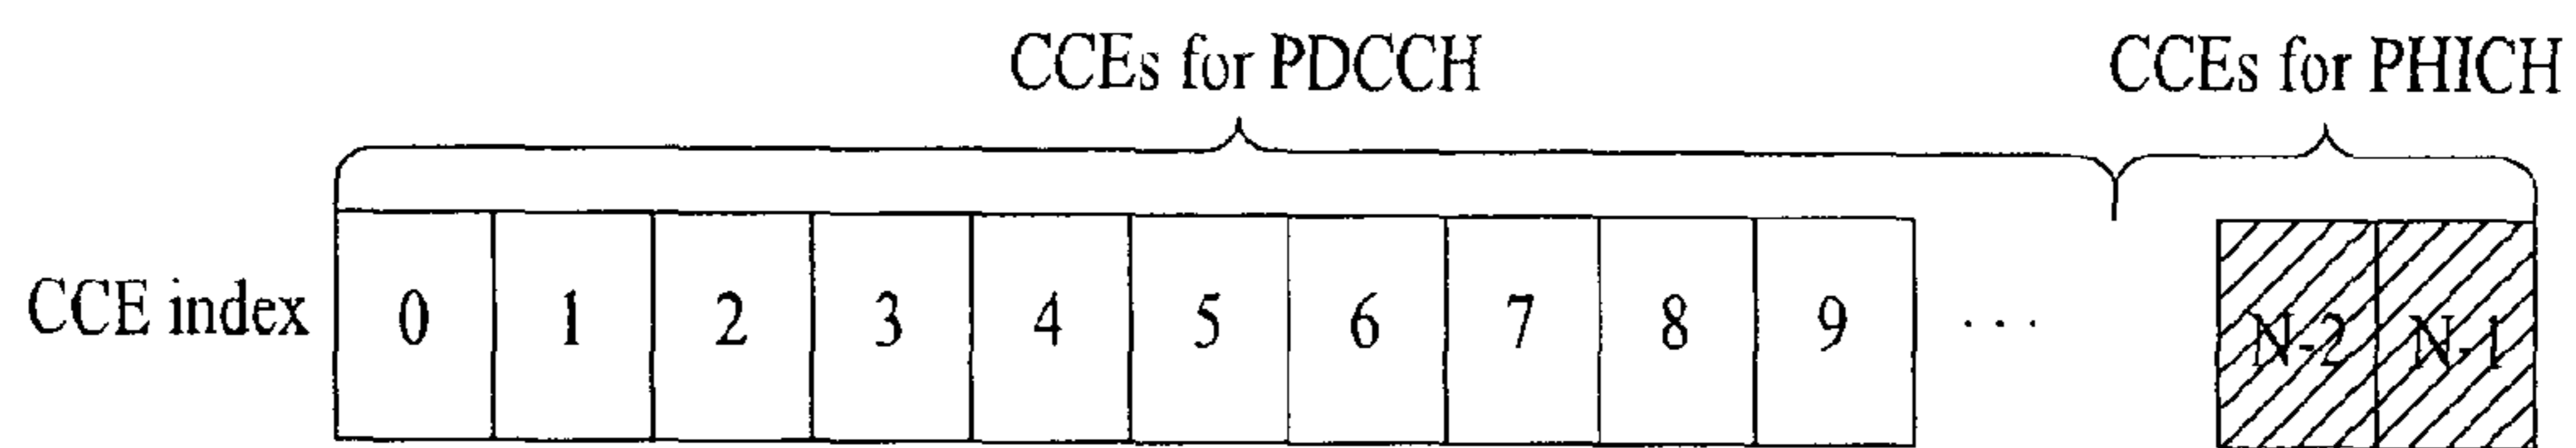 CCEs for PDCCH CCEs for PHICH
CCE index 0 1 2 3 4 5 6 7 8 9 ... N-2 N-1